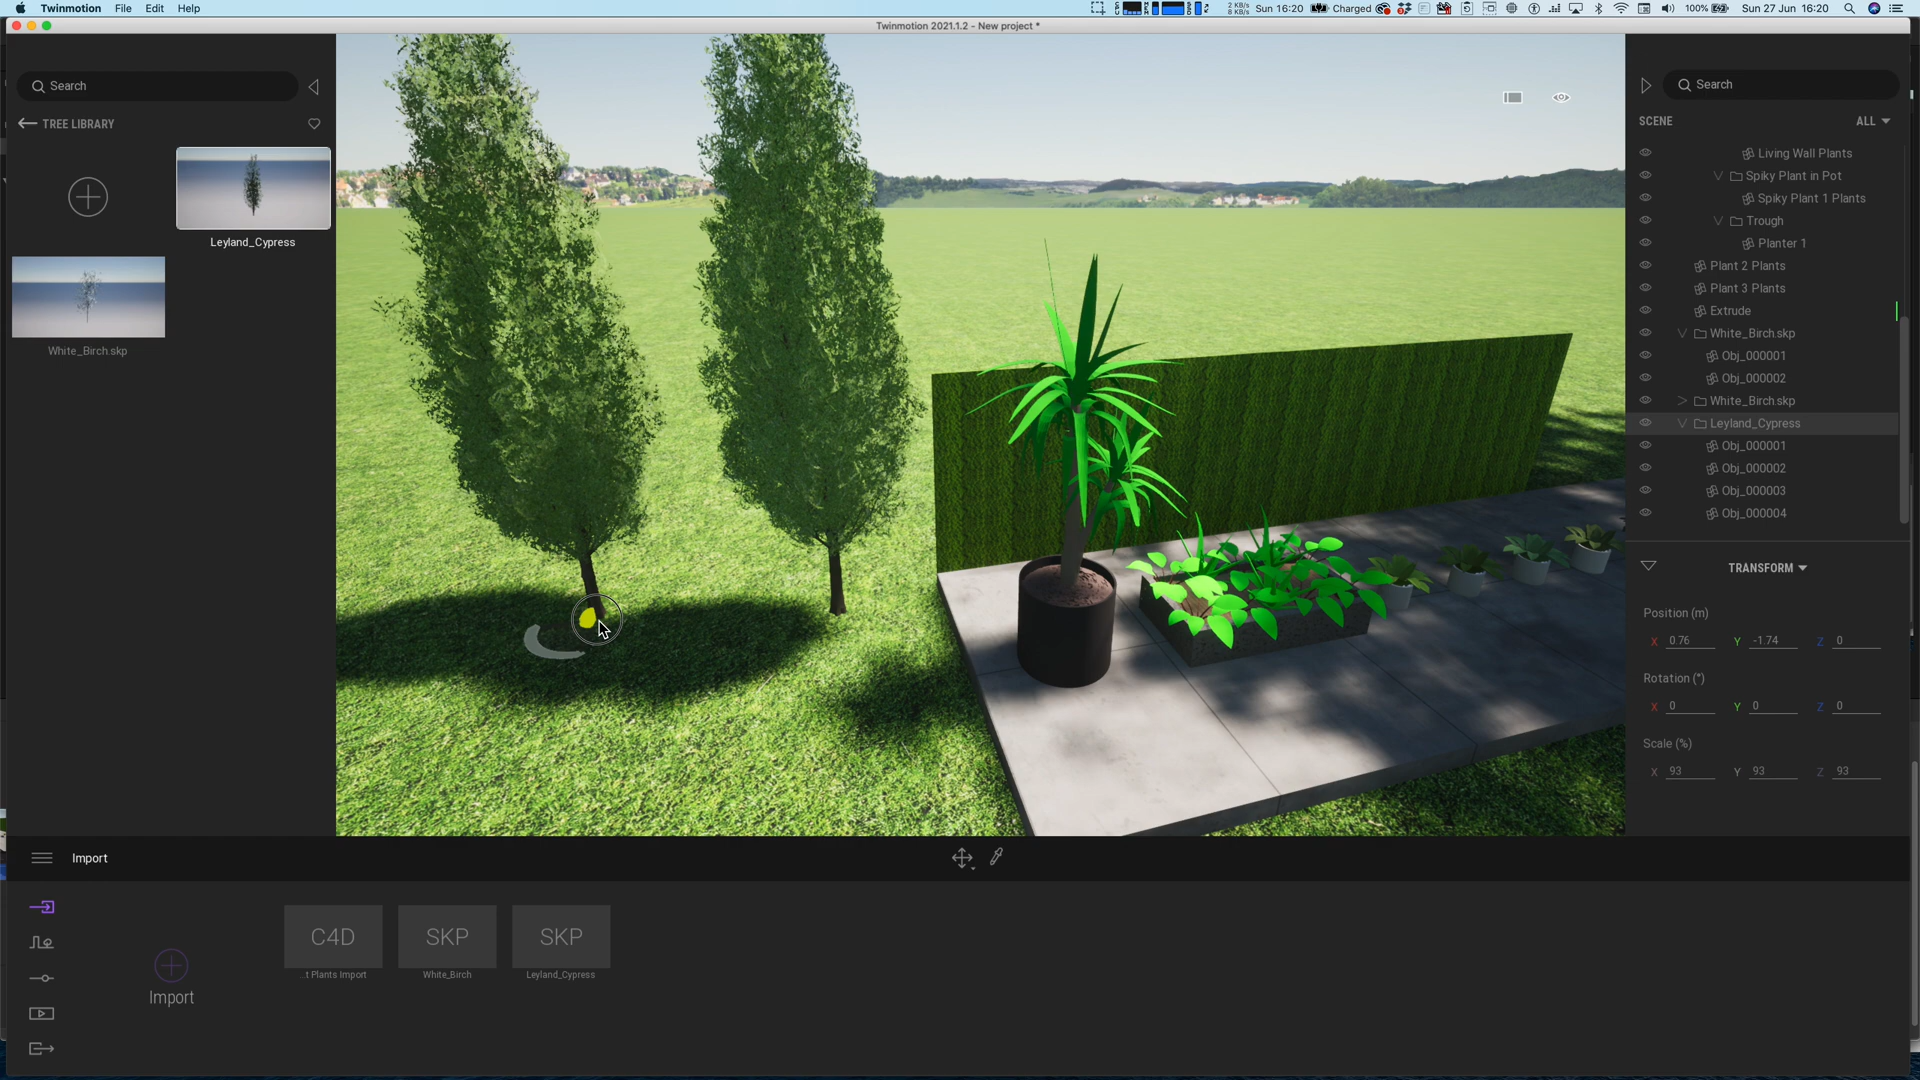 Twinmotion File Edit Help
2 KB/s
8 KB/s
Sun 16:20 Charged 100% Sun 27 Jun 16:20
Twinmotion 2021.1.2 - New project *
Search
TREE LIBRARY
Leyland_Cypress
White_Birch.skp
Search
SCENE ALL
Living Wall Plants
Spiky Plant in Pot
Spiky Plant 1 Plants
Trough
Planter 1
Plant 2 Plants
Plant 3 Plants
Extrude
White_Birch.skp
Obj_000001
Obj_000002
White_Birch.skp
Leyland_Cypress
Obj_000001
Obj_000002
Obj_000003
Obj_000004
TRANSFORM
Position (m)
X 0.76 Y -1.74 Z 0
Rotation (°)
X 0 Y 0 Z 0
Scale (%)
X 93 Y 93 Z 93
Import
Import
C4D SKP SKP
...t Plants Import White_Birch Leyland_Cypress